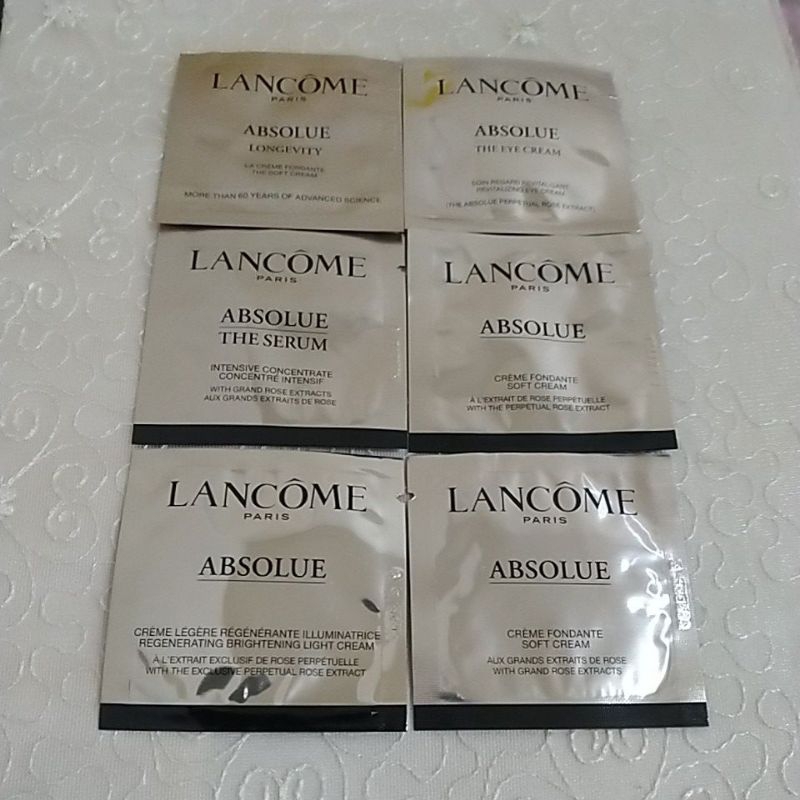 LANCÔME
PARIS
ABSOLUE
LONGEVITY
LA CRÈME FONDANTE
THE SOFT CREAM
MORE THAN 60 YEARS OF ADVANCED SCIENCE
LANCÔME
PARIS
ABSOLUE
THE EYE CREAM
SOIN REGARD REVITALISANT
REVITALIZING EYE CREAM
(THE ABSOLUE PERPETUAL ROSE EXTRACT)
LANCÔME
PARIS
ABSOLUE
THE SERUM
INTENSIVE CONCENTRATE
CONCENTRÉ INTENSIF
WITH GRAND ROSE EXTRACTS
AUX GRANDS EXTRAITS DE ROSE
LANCÔME
PARIS
ABSOLUE
CRÈME FONDANTE
SOFT CREAM
À L'EXTRAIT DE ROSE PERPÉTUELLE
WITH THE PERPETUAL ROSE EXTRACT
LANCÔME
PARIS
ABSOLUE
CRÈME LÉGÈRE RÉGÉNÉRANTE ILLUMINATRICE
REGENERATING BRIGHTENING LIGHT CREAM
À L'EXTRAIT EXCLUSIF DE ROSE PERPÉTUELLE
WITH THE EXCLUSIVE PERPETUAL ROSE EXTRACT
LANCÔME
PARIS
ABSOLUE
CRÈME FONDANTE
SOFT CREAM
AUX GRANDS EXTRAITS DE ROSE
WITH GRAND ROSE EXTRACTS